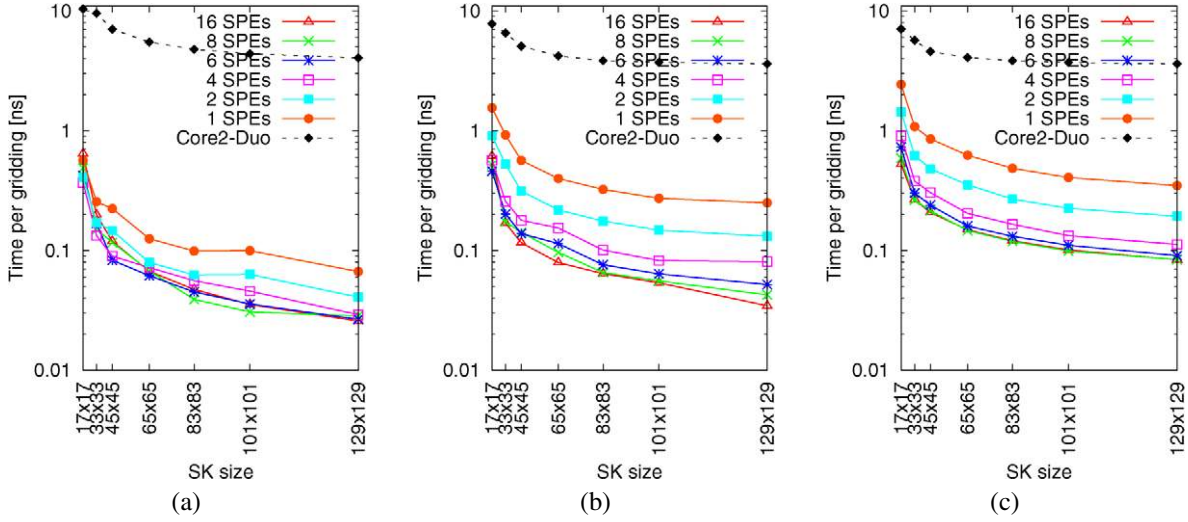 10
1
0.1
0.01
Time per gridding [ns]
16 SPEs
8 SPEs
6 SPEs
4 SPEs
2 SPEs
1 SPEs
Core2-Duo
17x17
33x33
45x45
65x65
83x83
101x101
129x129
SK size
(a)
10
1
0.1
0.01
Time per gridding [ns]
16 SPEs
8 SPEs
6 SPEs
4 SPEs
2 SPEs
1 SPEs
Core2-Duo
17x17
33x33
45x45
65x65
83x83
101x101
129x129
SK size
(b)
10
1
0.1
0.01
Time per gridding [ns]
16 SPEs
8 SPEs
6 SPEs
4 SPEs
2 SPEs
1 SPEs
Core2-Duo
17x17
33x33
45x45
65x65
83x83
101x101
129x129
SK size
(c)